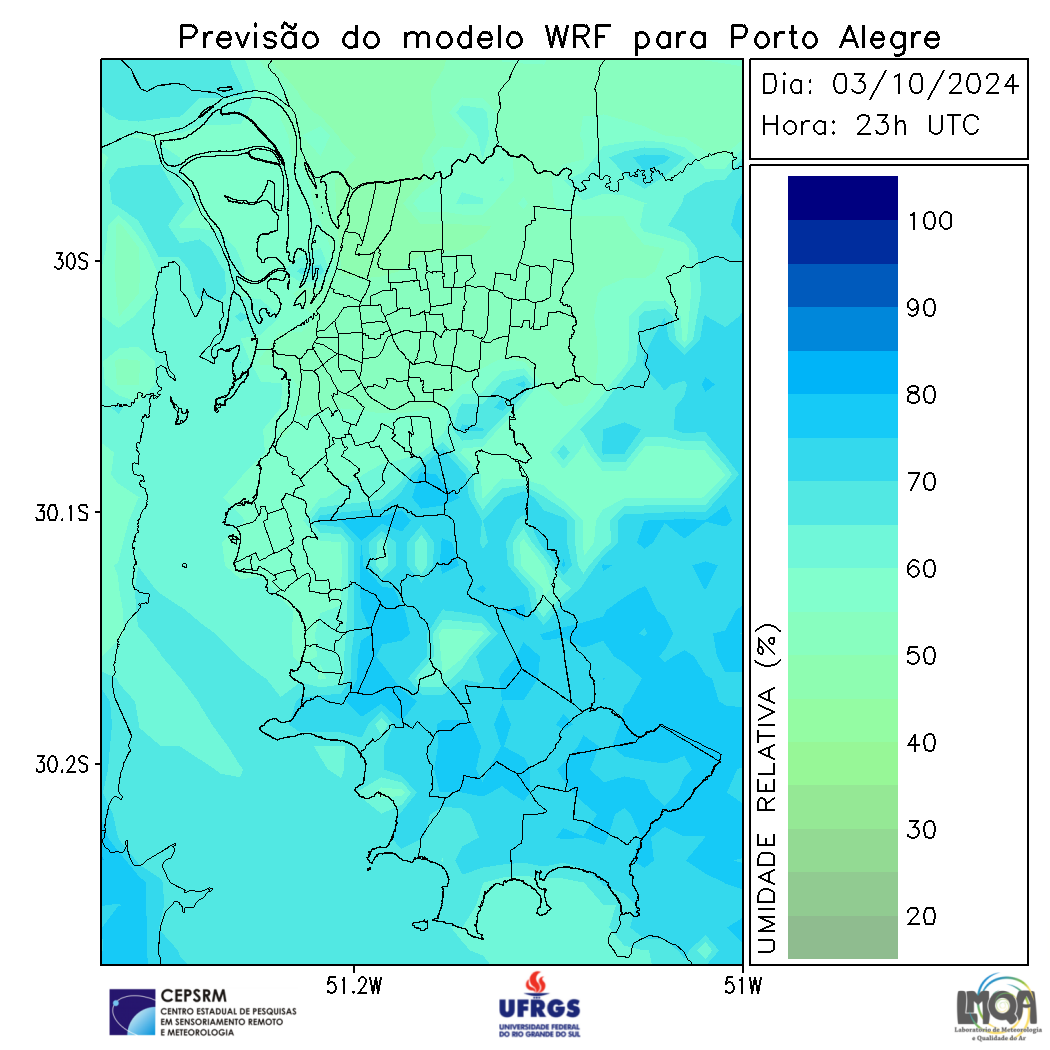 Previsão do modelo WRF para Porto Alegre
Dia: 03/10/2024
Hora: 23h UTC
30S
30.1S
30.2S
51.2W
51W
100
90
80
70
60
50
40
30
20
UMIDADE RELATIVA (%)
CEPSRM
CENTRO ESTADUAL DE PESQUISAS
EM SENSORIAMENTO REMOTO
E METEOROLOGIA
UFRGS
UNIVERSIDADE FEDERAL
DO RIO GRANDE DO SUL
LMQA
Laboratório de Meteorologia
e Qualidade do Ar